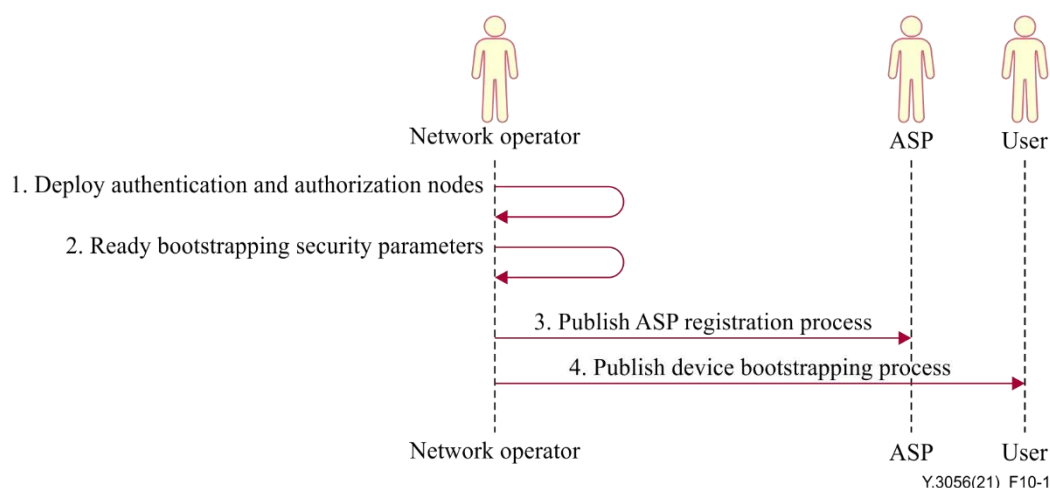 Network operator
ASP
User
1. Deploy authentication and authorization nodes
2. Ready bootstrapping security parameters
3. Publish ASP registration process
4. Publish device bootstrapping process
Network operator
ASP
User
Y.3056(21)_F10-1